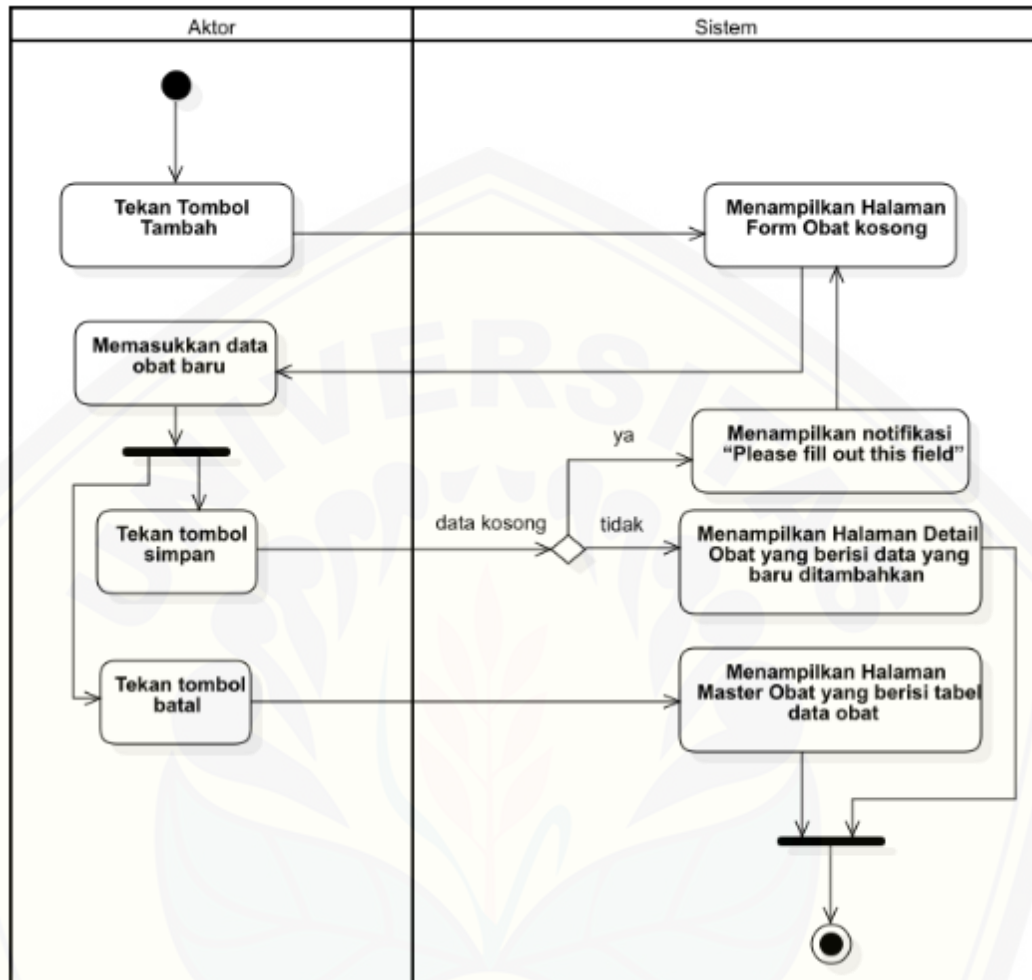 Aktor
Sistem
Tekan Tombol
Tambah
Menampilkan Halaman
Form Obat kosong
Memasukkan data
obat baru
ya
Menampilkan notifikasi
“Please fill out this field”
Tekan tombol
simpan
data kosong
tidak
Menampilkan Halaman Detail
Obat yang berisi data yang
baru ditambahkan
Tekan tombol
batal
Menampilkan Halaman
Master Obat yang berisi tabel
data obat
UNIVERSITAS